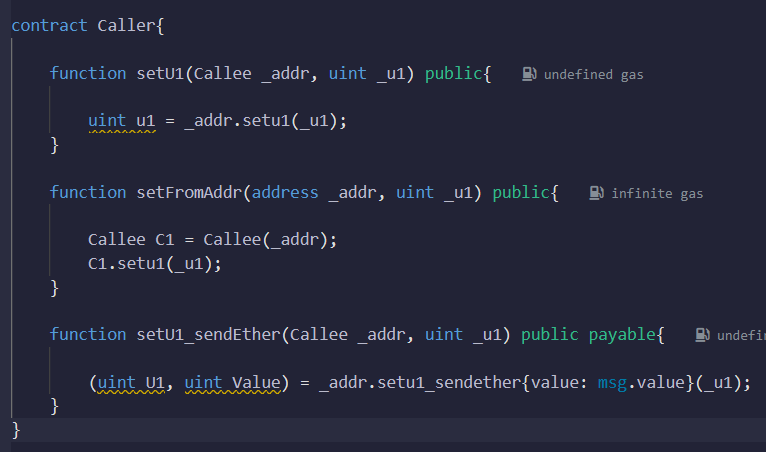 contract Caller{
function setU1(Callee _addr, uint _u1) public{ undefined gas
uint u1 = _addr.setu1(_u1);
}
function setFromAddr(address _addr, uint _u1) public{ infinite gas
Callee C1 = Callee(_addr);
C1.setu1(_u1);
}
function setU1_sendEther(Callee _addr, uint _u1) public payable{ undefi
(uint U1, uint Value) = _addr.setu1_sendether{value: msg.value}(_u1);
}
}